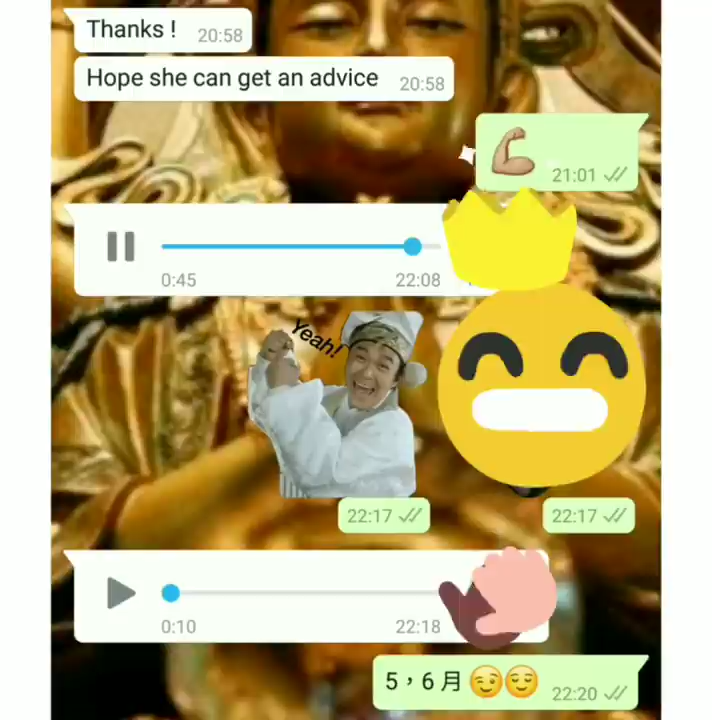 Thanks ! 20:58
Hope she can get an advice 20:58
21:01
0:45 22:08
Yeah!
22:17 22:17
0:10 22:18
5，6月 22:20